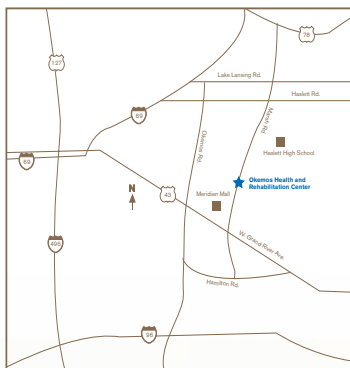 78
127
Lake Lansing Rd.
Haslett Rd.
69
Marsh Rd.
Okemos Rd.
Haslett High School
69
Okemos Health and
Rehabilitation Center
N
43
Meridian Mall
W. Grand River Ave.
496
Hamilton Rd.
96